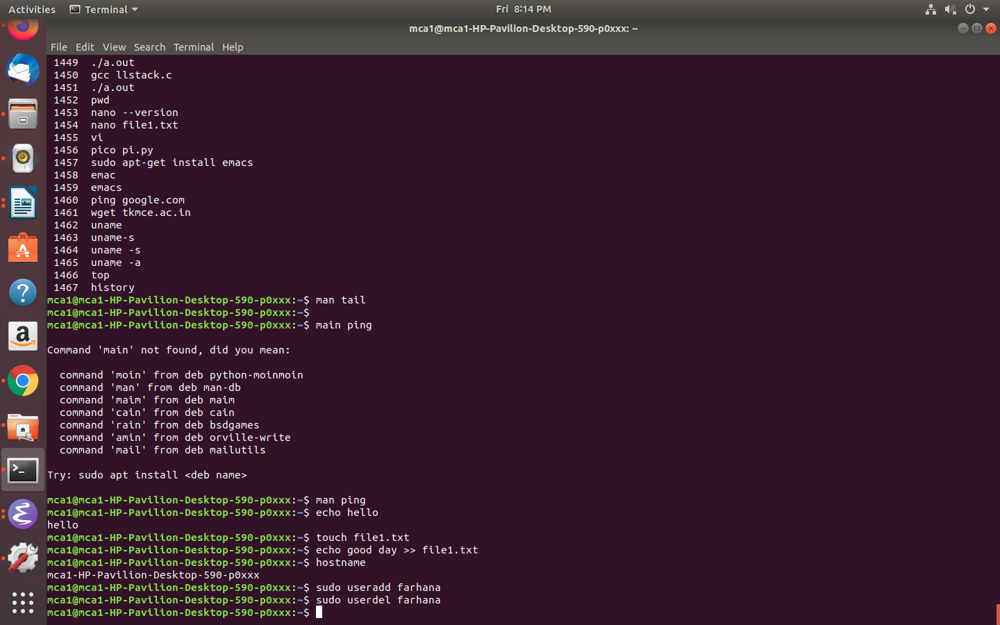 Activities Terminal Fri 8:14 PM
mca1@mca1-HP-Pavilion-Desktop-590-p0xxx: ~
File Edit View Search Terminal Help
1449 ./a.out
1450 gcc llstack.c
1451 ./a.out
1452 pwd
1453 nano --version
1454 nano file1.txt
1455 vi
1456 pico pi.py
1457 sudo apt-get install emacs
1458 emac
1459 emacs
1460 ping google.com
1461 wget tkmce.ac.in
1462 uname
1463 uname-s
1464 uname -s
1465 uname -a
1466 top
1467 history
mca1@mca1-HP-Pavilion-Desktop-590-p0xxx:~$ man tail
mca1@mca1-HP-Pavilion-Desktop-590-p0xxx:~$
mca1@mca1-HP-Pavilion-Desktop-590-p0xxx:~$ main ping
Command 'main' not found, did you mean:
command 'moin' from deb python-moinmoin
command 'man' from deb man-db
command 'maim' from deb maim
command 'cain' from deb cain
command 'rain' from deb bsdgames
command 'amin' from deb orville-write
command 'mail' from deb mailutils
Try: sudo apt install <deb name>
mca1@mca1-HP-Pavilion-Desktop-590-p0xxx:~$ man ping
mca1@mca1-HP-Pavilion-Desktop-590-p0xxx:~$ echo hello
hello
mca1@mca1-HP-Pavilion-Desktop-590-p0xxx:~$ touch file1.txt
mca1@mca1-HP-Pavilion-Desktop-590-p0xxx:~$ echo good day >> file1.txt
mca1@mca1-HP-Pavilion-Desktop-590-p0xxx:~$ hostname
mca1-HP-Pavilion-Desktop-590-p0xxx
mca1@mca1-HP-Pavilion-Desktop-590-p0xxx:~$ sudo useradd farhana
mca1@mca1-HP-Pavilion-Desktop-590-p0xxx:~$ sudo userdel farhana
mca1@mca1-HP-Pavilion-Desktop-590-p0xxx:~$